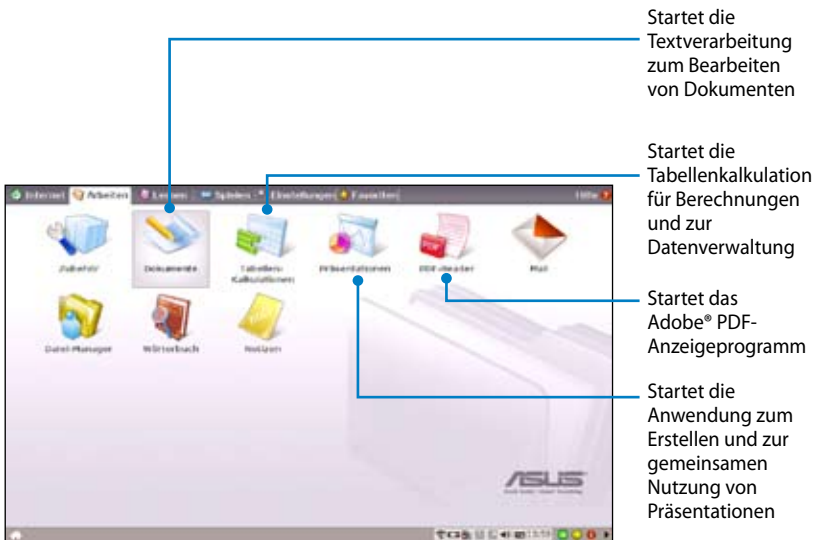 Startet die
Textverarbeitung
zum Bearbeiten
von Dokumenten
Startet die
Tabellenkalkulation
für Berechnungen
und zur
Datenverwaltung
Startet das
Adobe® PDF-
Anzeigeprogramm
Startet die
Anwendung zum
Erstellen und zur
gemeinsamen
Nutzung von
Präsentationen
Internet Arbeiten Lernen Spielen Einstellungen Favoriten Hilfe
Zubehör Dokumente Tabellen- Präsentationen PDF-Reader Mail
Kalkulationen
PDF
Datei-Manager Wörterbuch Notizen
ASUS